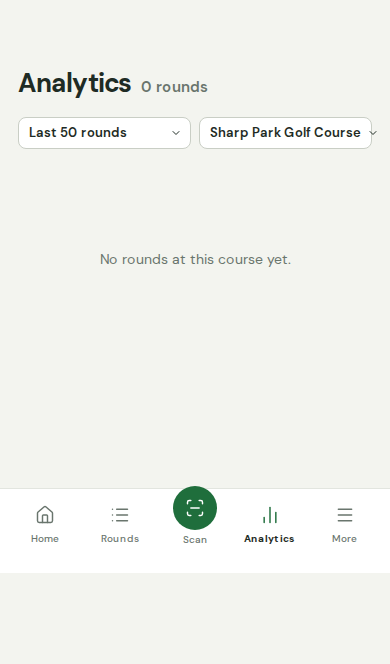 Analytics 0 rounds
Last 50 rounds Sharp Park Golf Course
No rounds at this course yet.
Home Rounds Scan Analytics More